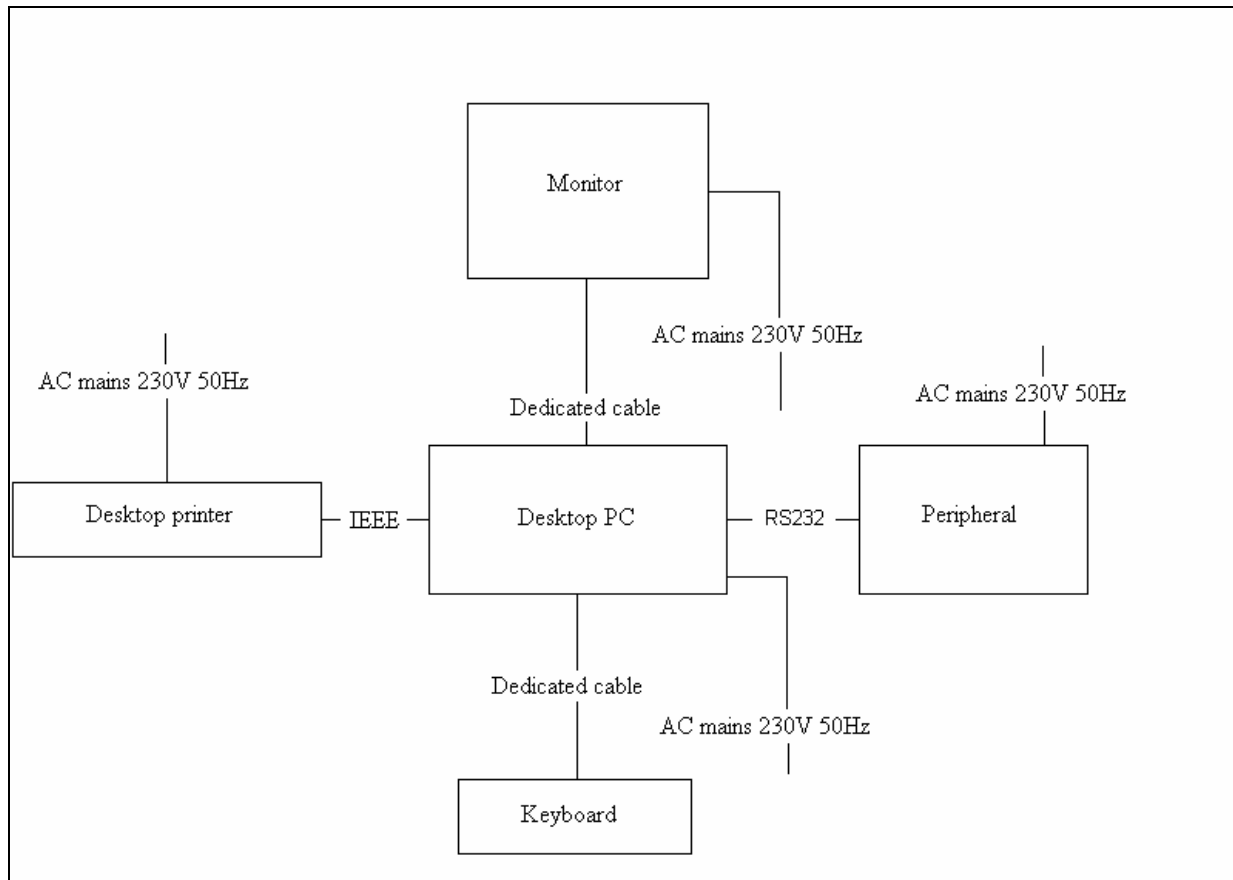 Monitor
AC mains 230V 50Hz
AC mains 230V 50Hz
AC mains 230V 50Hz
Dedicated cable
Desktop printer
IEEE
Desktop PC
RS232
Peripheral
Dedicated cable
AC mains 230V 50Hz
Keyboard